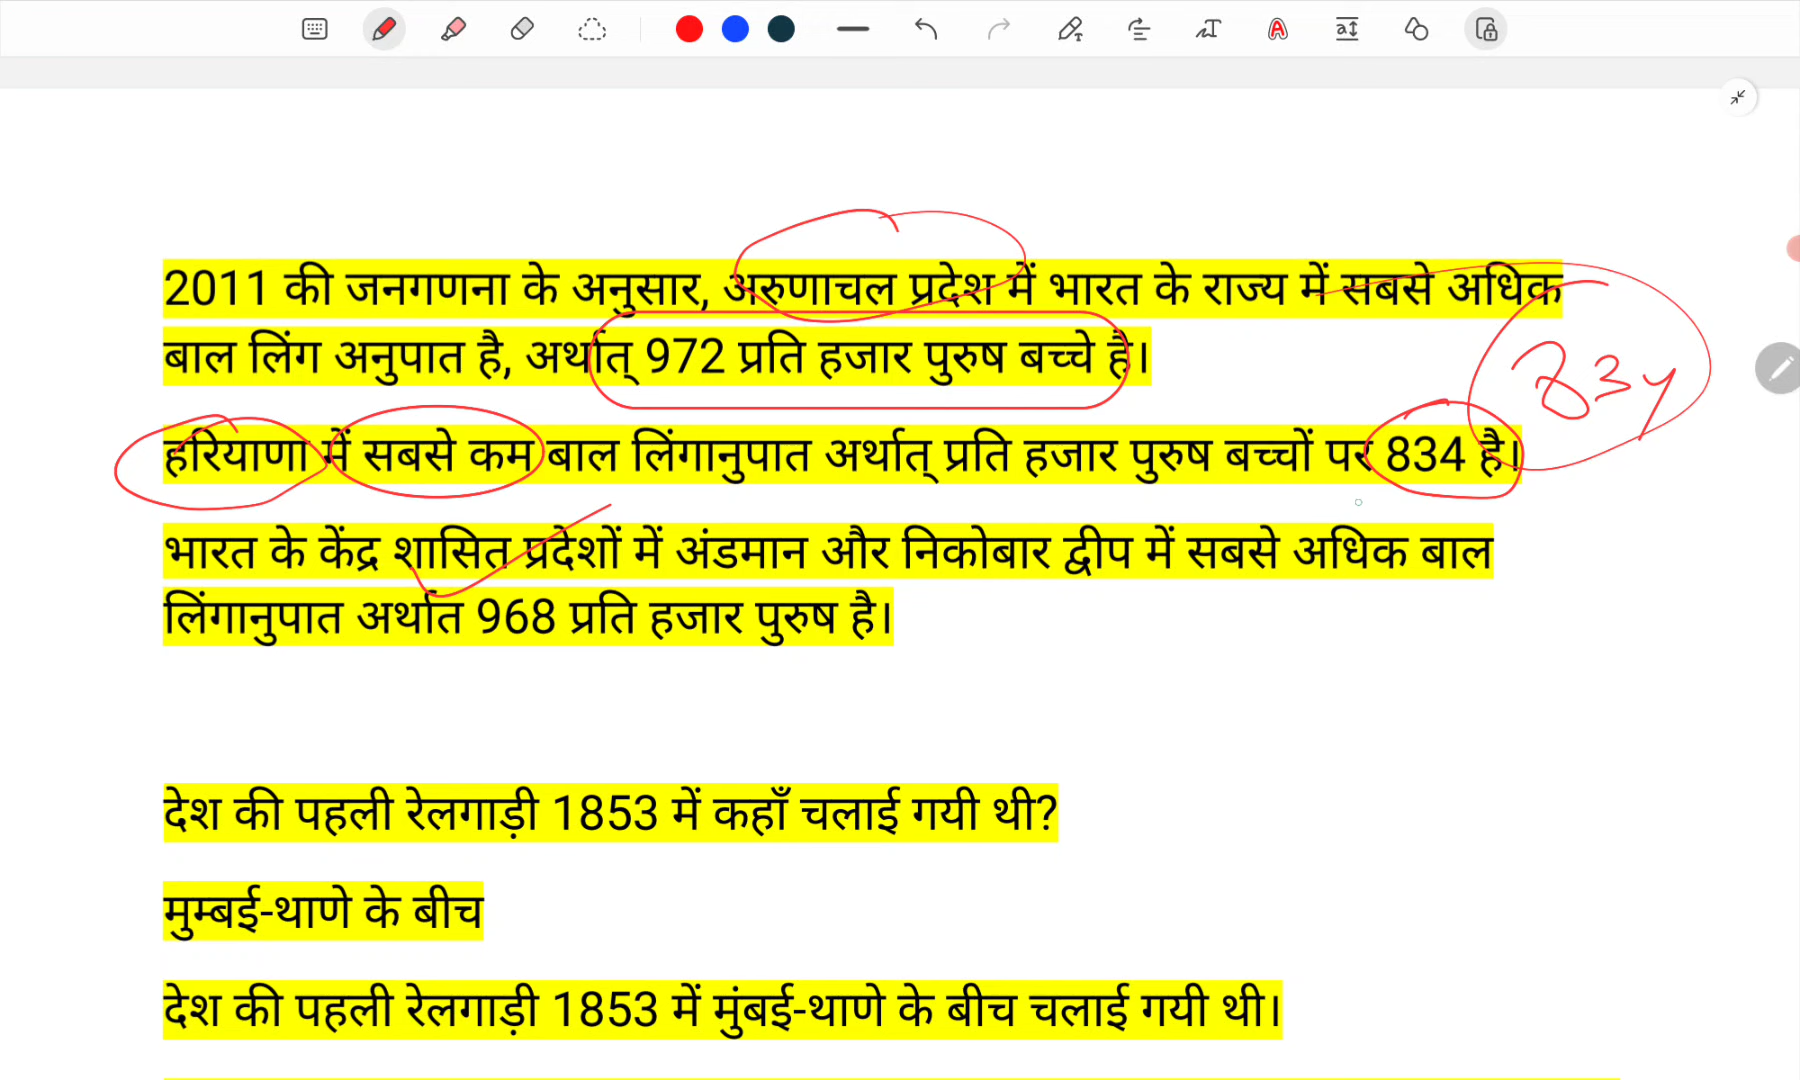 2011 की जनगणना के अनुसार, अरुणाचल प्रदेश में भारत के राज्य में सबसे अधिक
बाल लिंग अनुपात है, अर्थात् 972 प्रति हजार पुरुष बच्चे है।
834
हरियाणा में सबसे कम बाल लिंगानुपात अर्थात् प्रति हजार पुरुष बच्चों पर 834 है।
भारत के केंद्र शासित प्रदेशों में अंडमान और निकोबार द्वीप में सबसे अधिक बाल
लिंगानुपात अर्थात 968 प्रति हजार पुरुष है।
देश की पहली रेलगाड़ी 1853 में कहाँ चलाई गयी थी?
मुम्बई-थाणे के बीच
देश की पहली रेलगाड़ी 1853 में मुंबई-थाणे के बीच चलाई गयी थी।